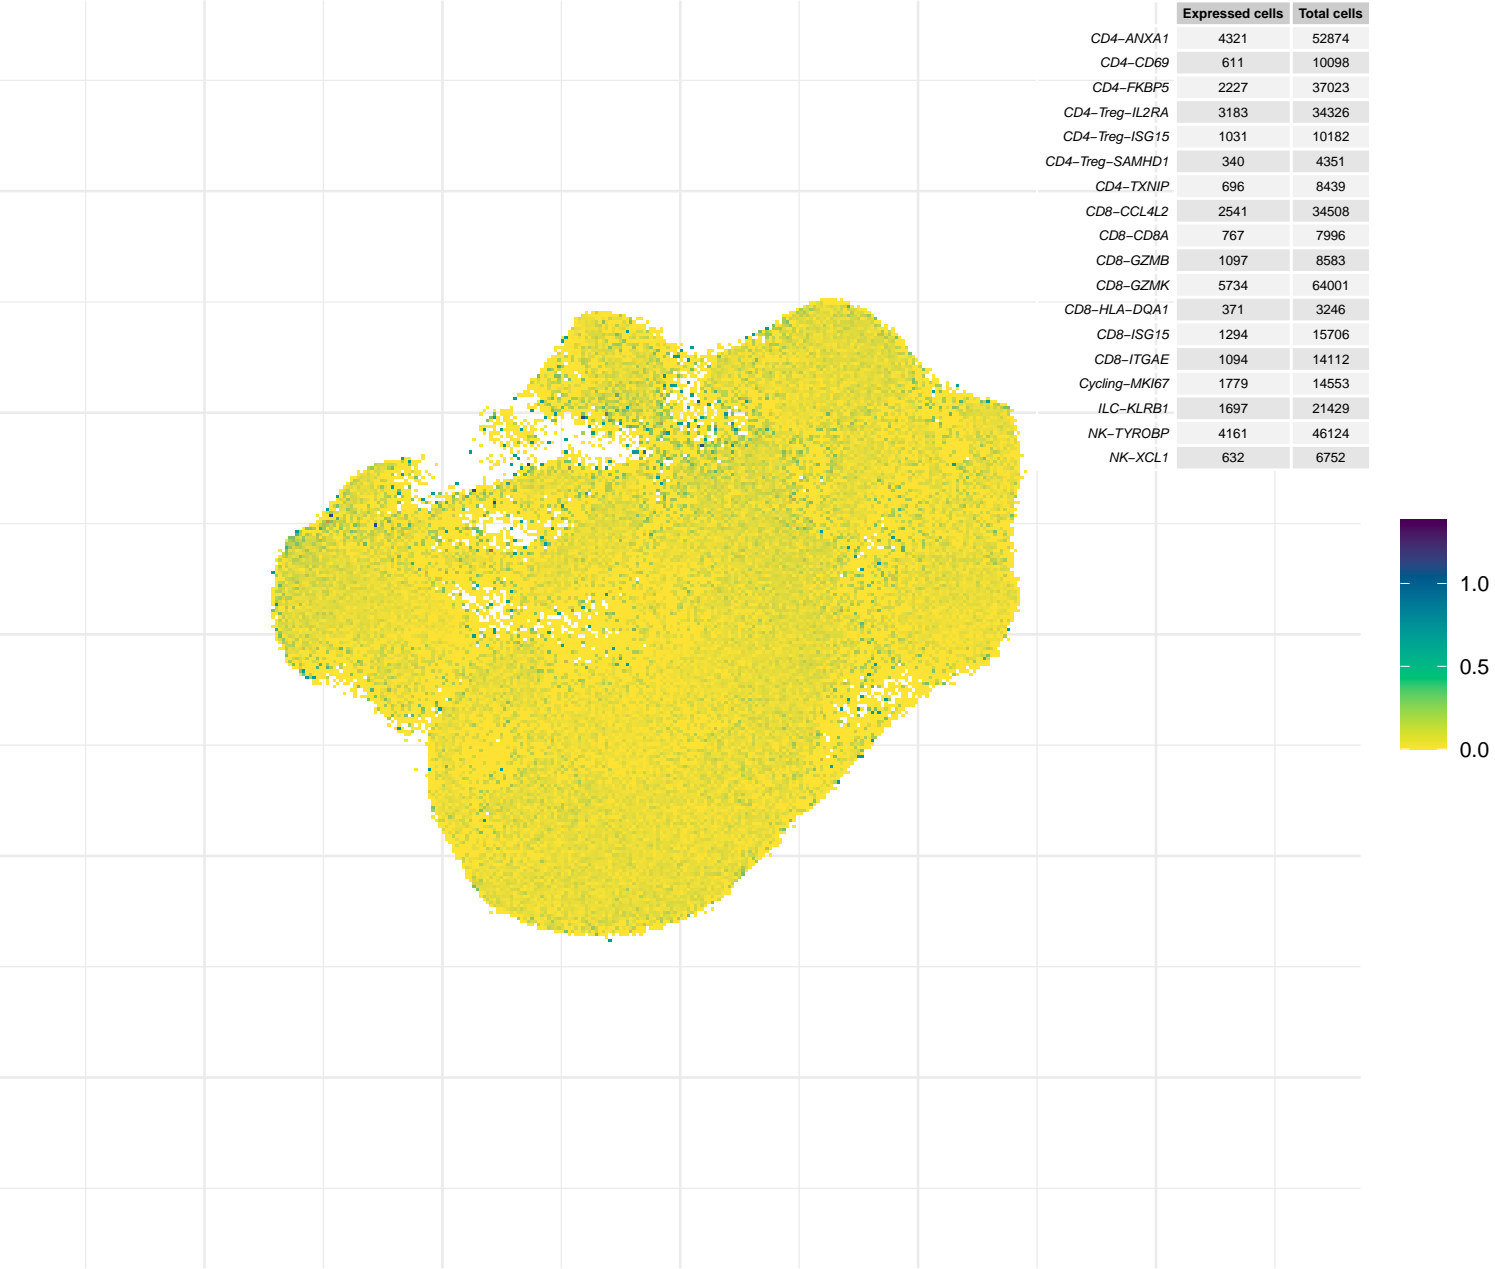 Expressed cells Total cells
CD4−ANXA1 4321 52874
CD4−CD69 611 10098
CD4−FKBP5 2227 37023
CD4−Treg−IL2RA 3183 34326
CD4−Treg−ISG15 1031 10182
CD4−Treg−SAMHD1 340 4351
CD4−TXNIP 696 8439
CD8−CCL4L2 2541 34508
CD8−CD8A 767 7996
CD8−GZMB 1097 8583
CD8−GZMK 5734 64001
CD8−HLA−DQA1 371 3246
CD8−ISG15 1294 15706
CD8−ITGAE 1094 14112
Cycling−MKI67 1779 14553
ILC−KLRB1 1697 21429
NK−TYROBP 4161 46124
NK−XCL1 632 6752
1.0
0.5
0.0